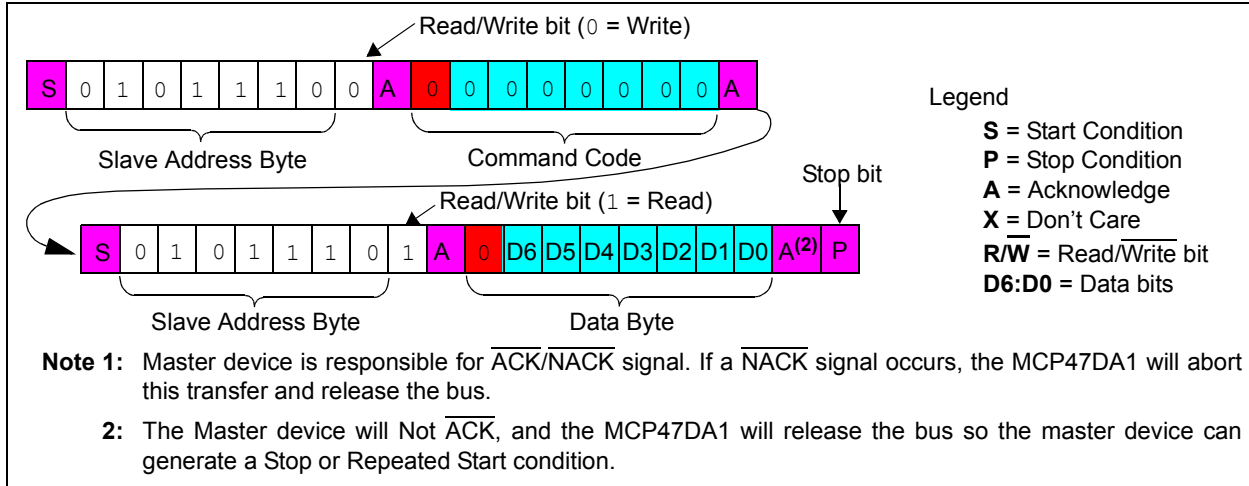 Read/Write bit (0 = Write)
S 0 1 0 1 1 1 0 0 A 0 0 0 0 0 0 0 0 A
Slave Address Byte Command Code
Stop bit
Read/Write bit (1 = Read)
S 0 1 0 1 1 1 0 1 A 0 D6 D5 D4 D3 D2 D1 D0 A(2) P
Slave Address Byte Data Byte
Legend
S = Start Condition
P = Stop Condition
A = Acknowledge
X = Don't Care
R/W̅ = Read/W̅r̅i̅t̅e̅ bit
D6:D0 = Data bits
Note 1: Master device is responsible for A̅C̅K̅/N̅A̅C̅K̅ signal. If a N̅A̅C̅K̅ signal occurs, the MCP47DA1 will abort
this transfer and release the bus.
2: The Master device will Not A̅C̅K̅, and the MCP47DA1 will release the bus so the master device can
generate a Stop or Repeated Start condition.